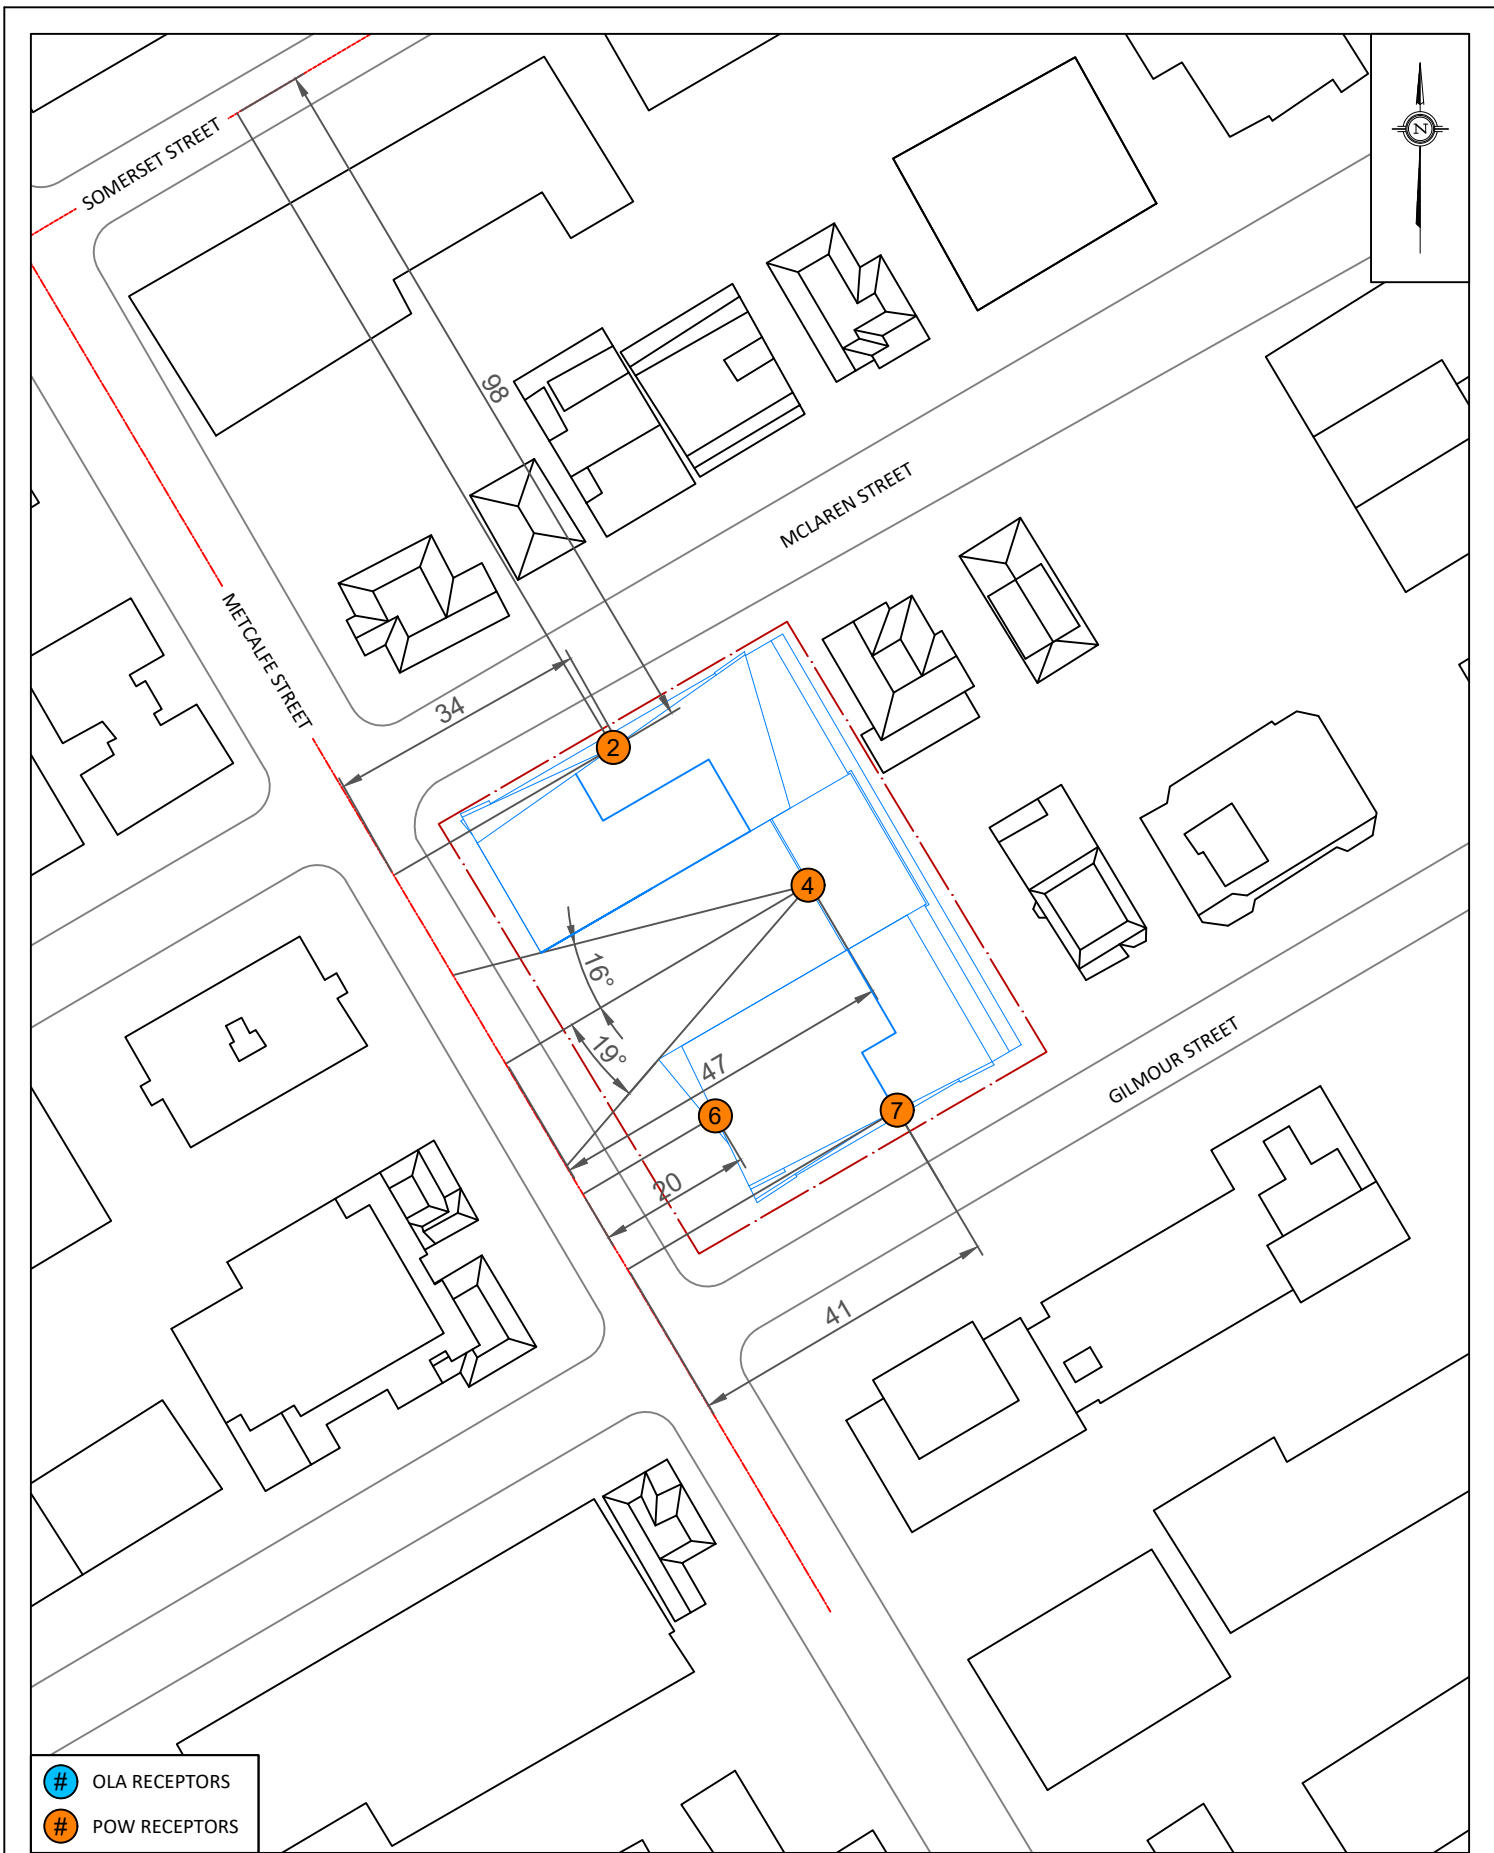 N
SOMERSET STREET
98
MCLAREN STREET
METCALFE STREET
34
2
4
16°
19°
47
6
7
20
GILMOUR STREET
41
# OLA RECEPTORS
# POW RECEPTORS